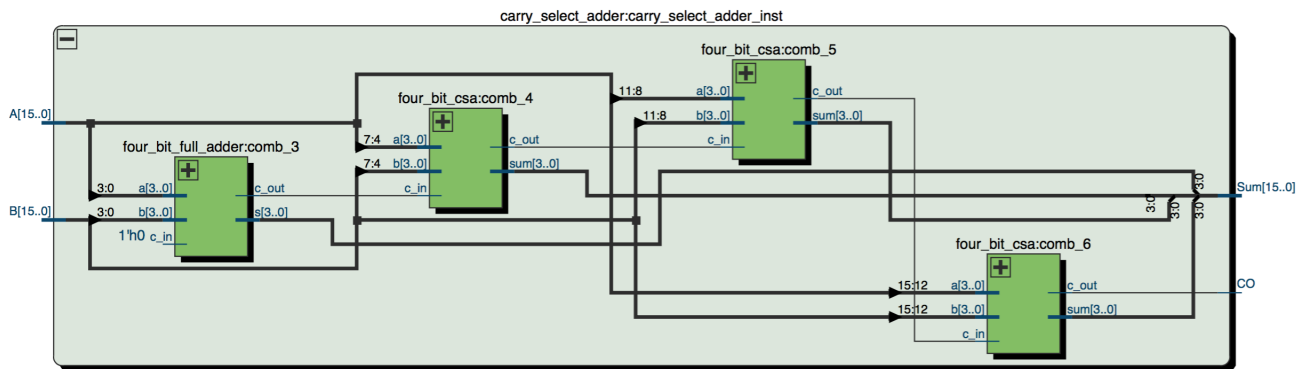 carry_select_adder:carry_select_adder_inst
four_bit_csa:comb_5
11:8 a[3..0] c_out
11:8 b[3..0] sum[3..0]
c_in
four_bit_csa:comb_4
7:4 a[3..0] c_out
7:4 b[3..0] sum[3..0]
c_in
A[15..0]
four_bit_full_adder:comb_3
3:0 a[3..0] c_out
B[15..0] 3:0 b[3..0] s[3..0]
1'h0 c_in
3:0
3:0
3:0
3:0
Sum[15..0]
four_bit_csa:comb_6
15:12 a[3..0] c_out
CO
15:12 b[3..0] sum[3..0]
c_in